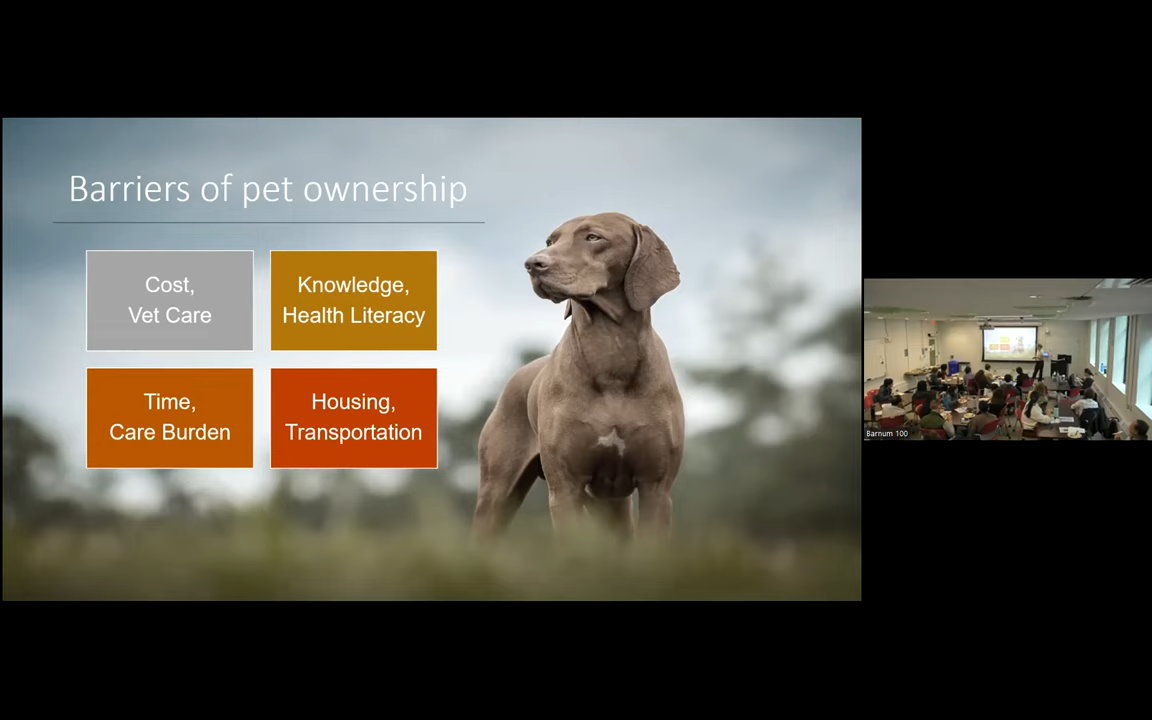 Barriers of pet ownership
Cost,
Vet Care
Knowledge,
Health Literacy
Time,
Care Burden
Housing,
Transportation
Barnum 100